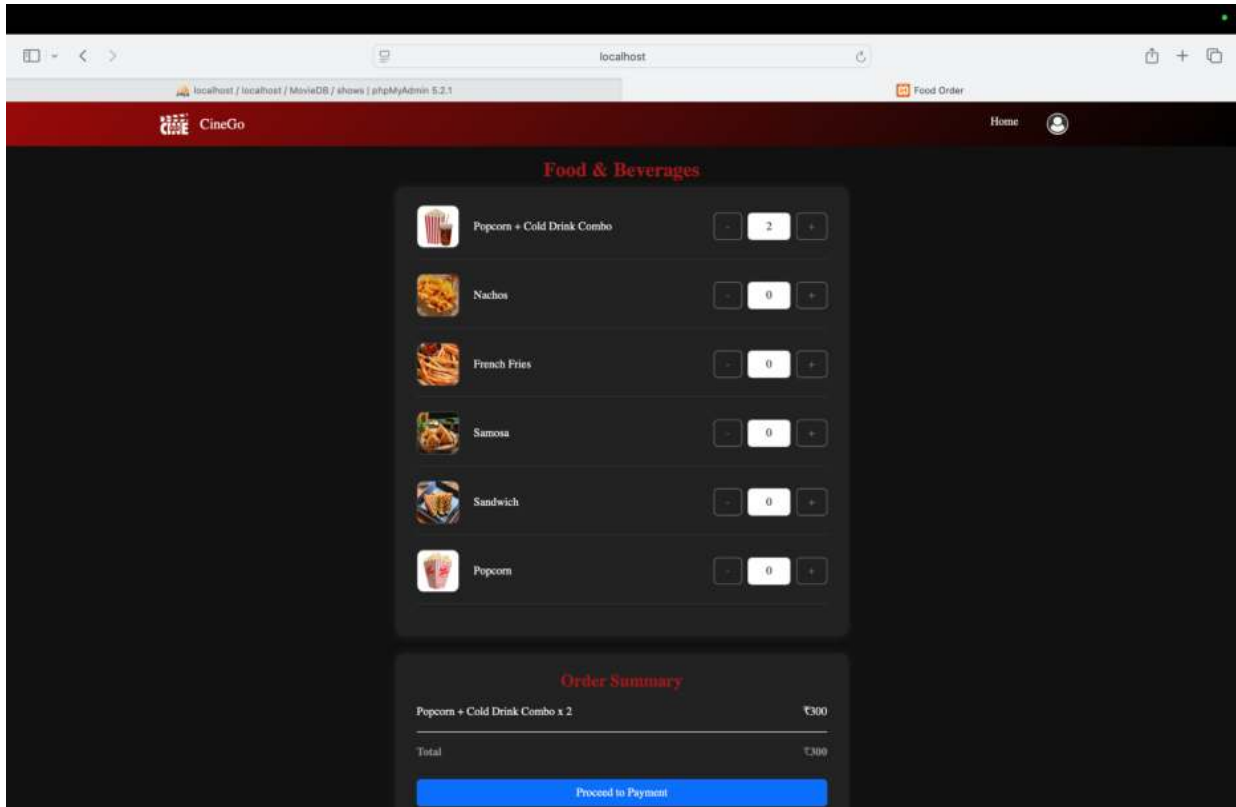 localhost
localhost / localhost / MovieDB / shows | phpMyAdmin 5.2.1
Food Order
CineGo
Home
Food & Beverages
Popcorn + Cold Drink Combo - 2 +
Nachos - 0 +
French Fries - 0 +
Samosa - 0 +
Sandwich - 0 +
Popcorn - 0 +
Order Summary
Popcorn + Cold Drink Combo x 2 ₹300
Total ₹300
Proceed to Payment